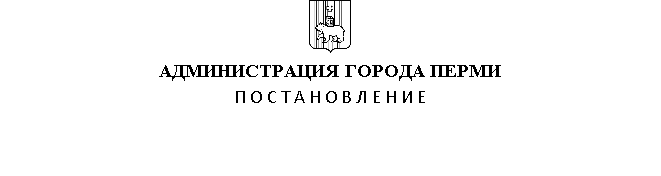 АДМИНИСТРАЦИЯ ГОРОДА ПЕРМИ
П О С Т А Н О В Л Е Н И Е